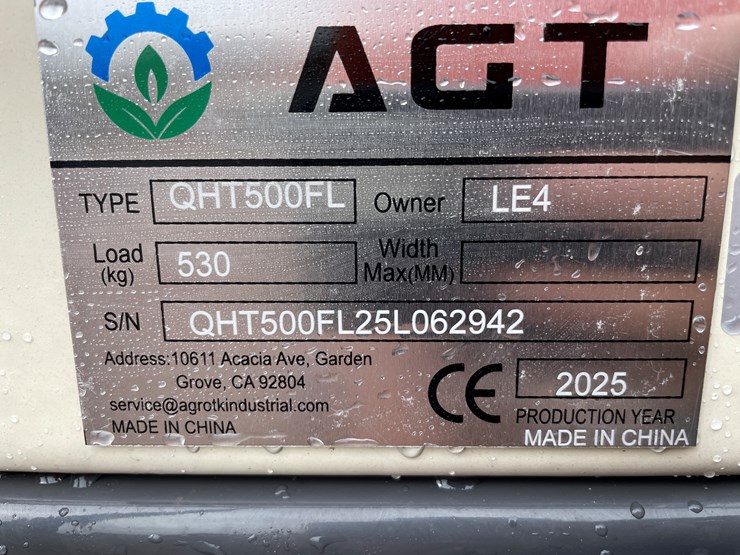 AGT
TYPE QHT500FL Owner LE4
Load (kg) 530 Width Max(MM)
S/N QHT500FL25L062942
Address:10611 Acacia Ave, Garden
Grove, CA 92804
service@agrotkindustrial.com
MADE IN CHINA
CE 2025
PRODUCTION YEAR
MADE IN CHINA